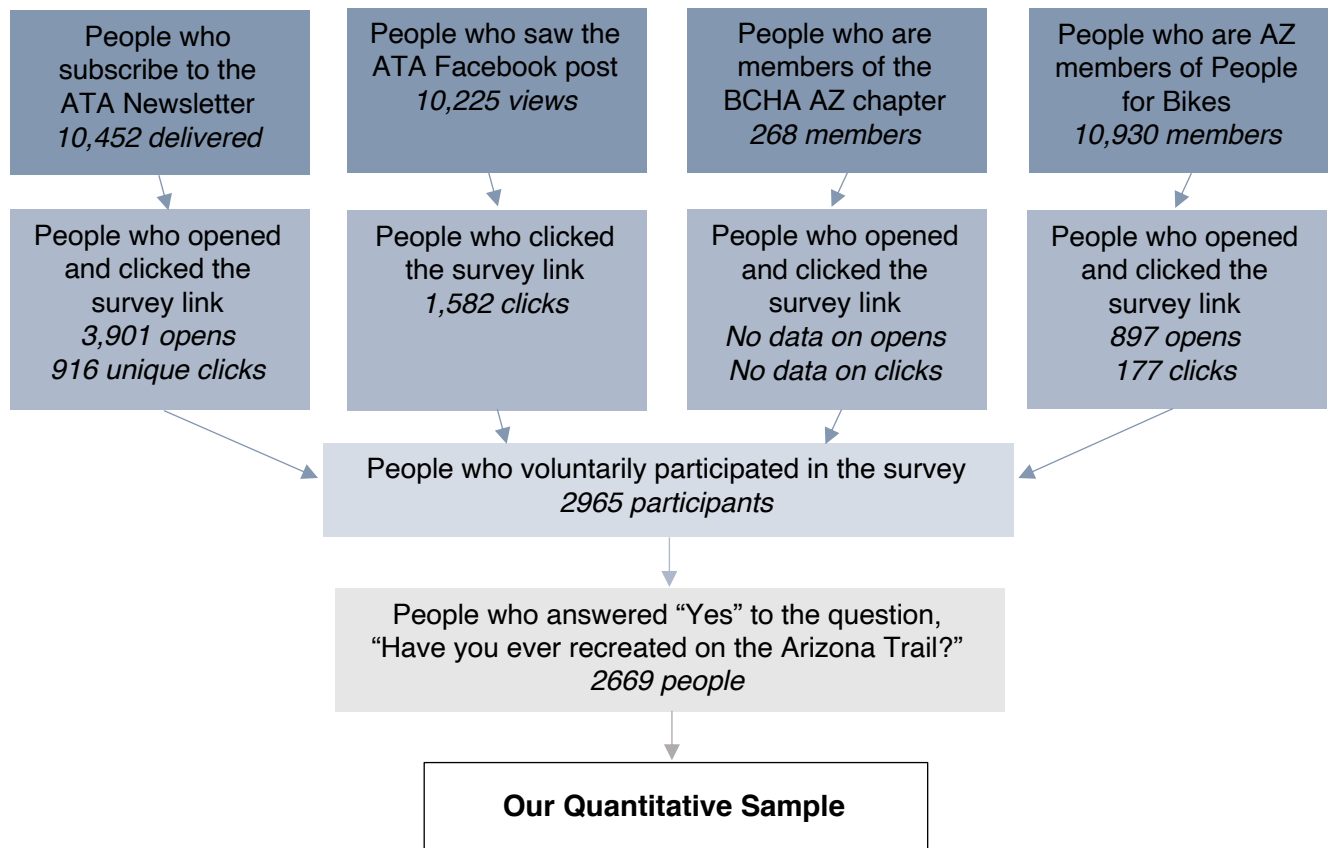 People who
subscribe to the
ATA Newsletter
10,452 delivered
People who saw the
ATA Facebook post
10,225 views
People who are
members of the
BCHA AZ chapter
268 members
People who are AZ
members of People
for Bikes
10,930 members
People who opened
and clicked the
survey link
3,901 opens
916 unique clicks
People who clicked
the survey link
1,582 clicks
People who opened
and clicked the
survey link
No data on opens
No data on clicks
People who opened
and clicked the
survey link
897 opens
177 clicks
People who voluntarily participated in the survey
2965 participants
People who answered “Yes” to the question,
“Have you ever recreated on the Arizona Trail?”
2669 people
Our Quantitative Sample